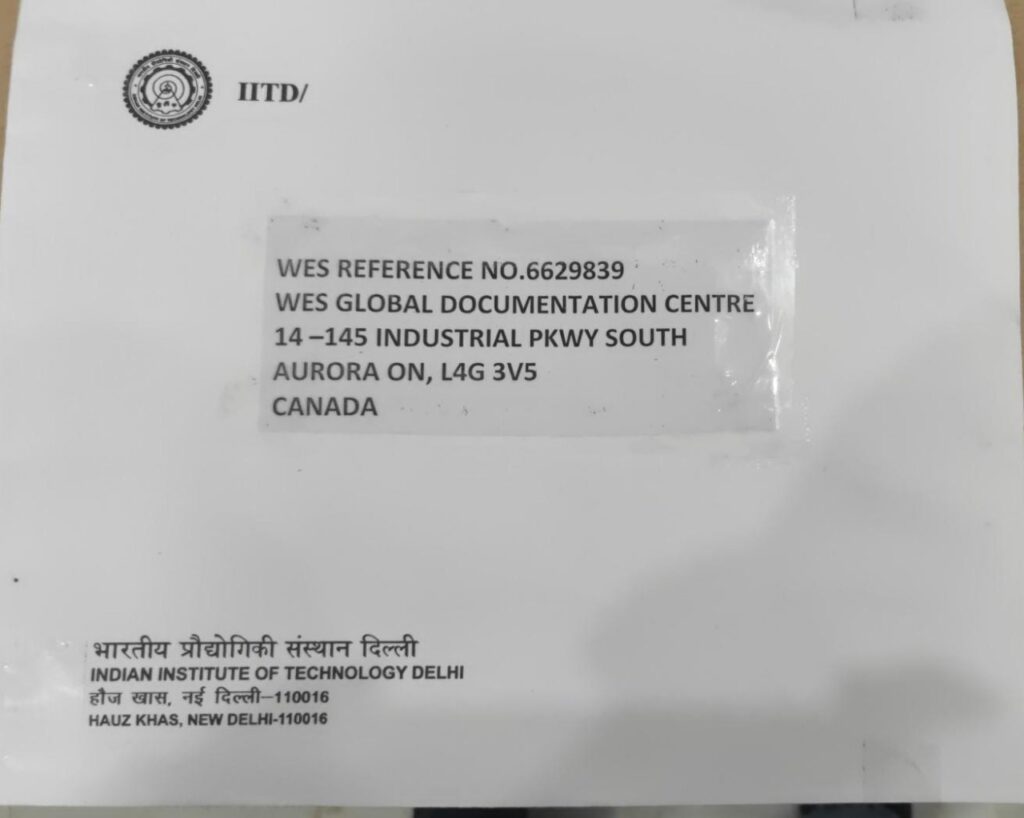 IITD/
WES REFERENCE NO.6629839
WES GLOBAL DOCUMENTATION CENTRE
14 –145 INDUSTRIAL PKWY SOUTH
AURORA ON, L4G 3V5
CANADA
भारतीय प्रौद्योगिकी संस्थान दिल्ली
INDIAN INSTITUTE OF TECHNOLOGY DELHI
हौज खास, नई दिल्ली–110016
HAUZ KHAS, NEW DELHI-110016